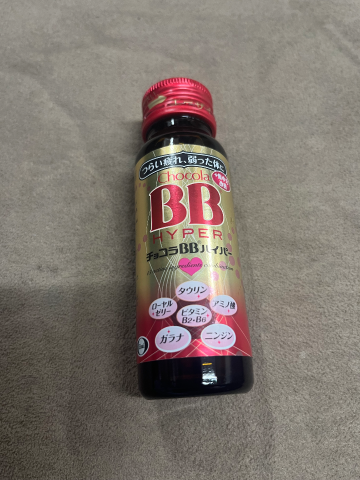 つらい疲れ、弱った体に
Chocola
BB
HYPER
チョコラBBハイパー
タウリン
ローヤル
ゼリー
ビタミン
B2・B6
アミノ酸
ガラナ
ニンジン